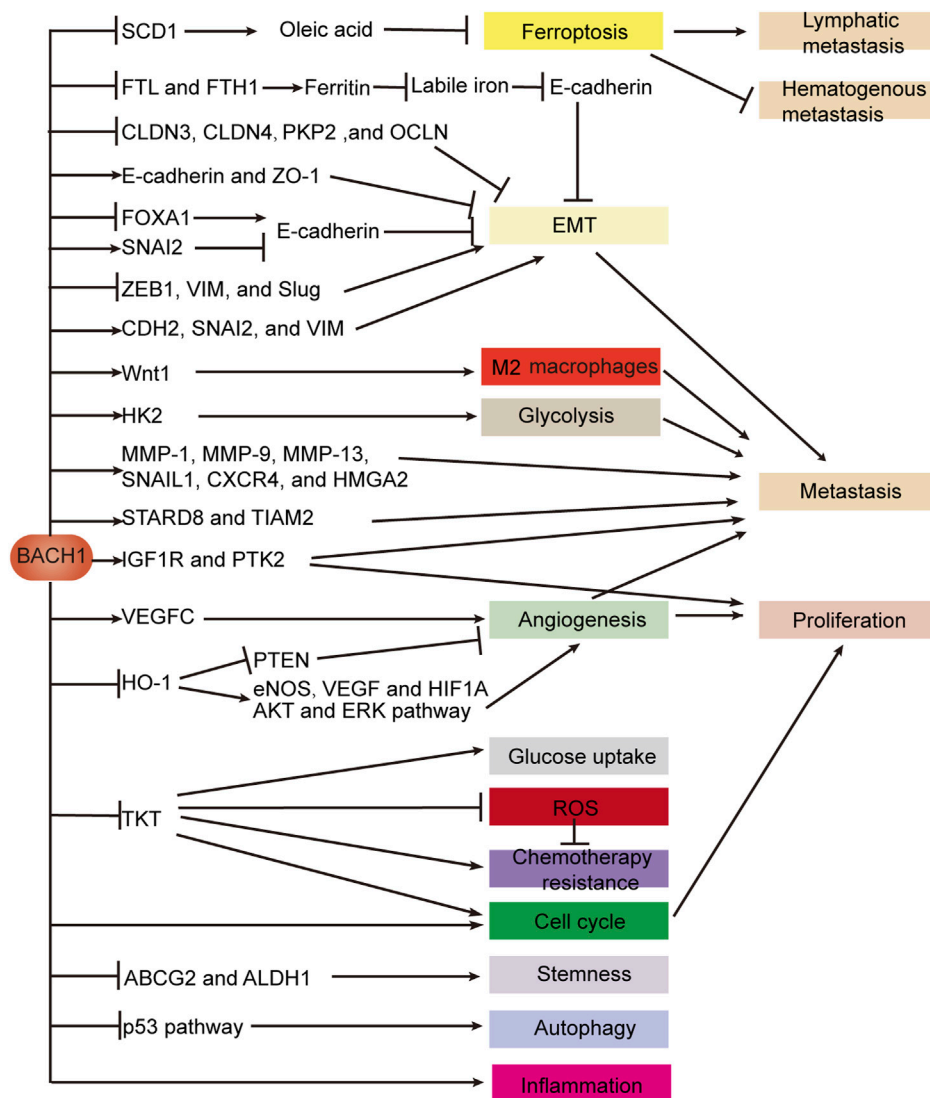 SCD1
Oleic acid
Ferroptosis
Lymphatic
metastasis
FTL and FTH1
Ferritin
Labile iron
E-cadherin
Hematogenous
metastasis
CLDN3, CLDN4, PKP2 ,and OCLN
E-cadherin and ZO-1
FOXA1
E-cadherin
EMT
SNAI2
ZEB1, VIM, and Slug
CDH2, SNAI2, and VIM
Wnt1
M2 macrophages
HK2
Glycolysis
MMP-1, MMP-9, MMP-13,
SNAIL1, CXCR4, and HMGA2
Metastasis
STARD8 and TIAM2
BACH1
IGF1R and PTK2
VEGFC
Angiogenesis
Proliferation
HO-1
PTEN
eNOS, VEGF and HIF1A
AKT and ERK pathway
Glucose uptake
TKT
ROS
Chemotherapy
resistance
Cell cycle
ABCG2 and ALDH1
Stemness
p53 pathway
Autophagy
Inflammation